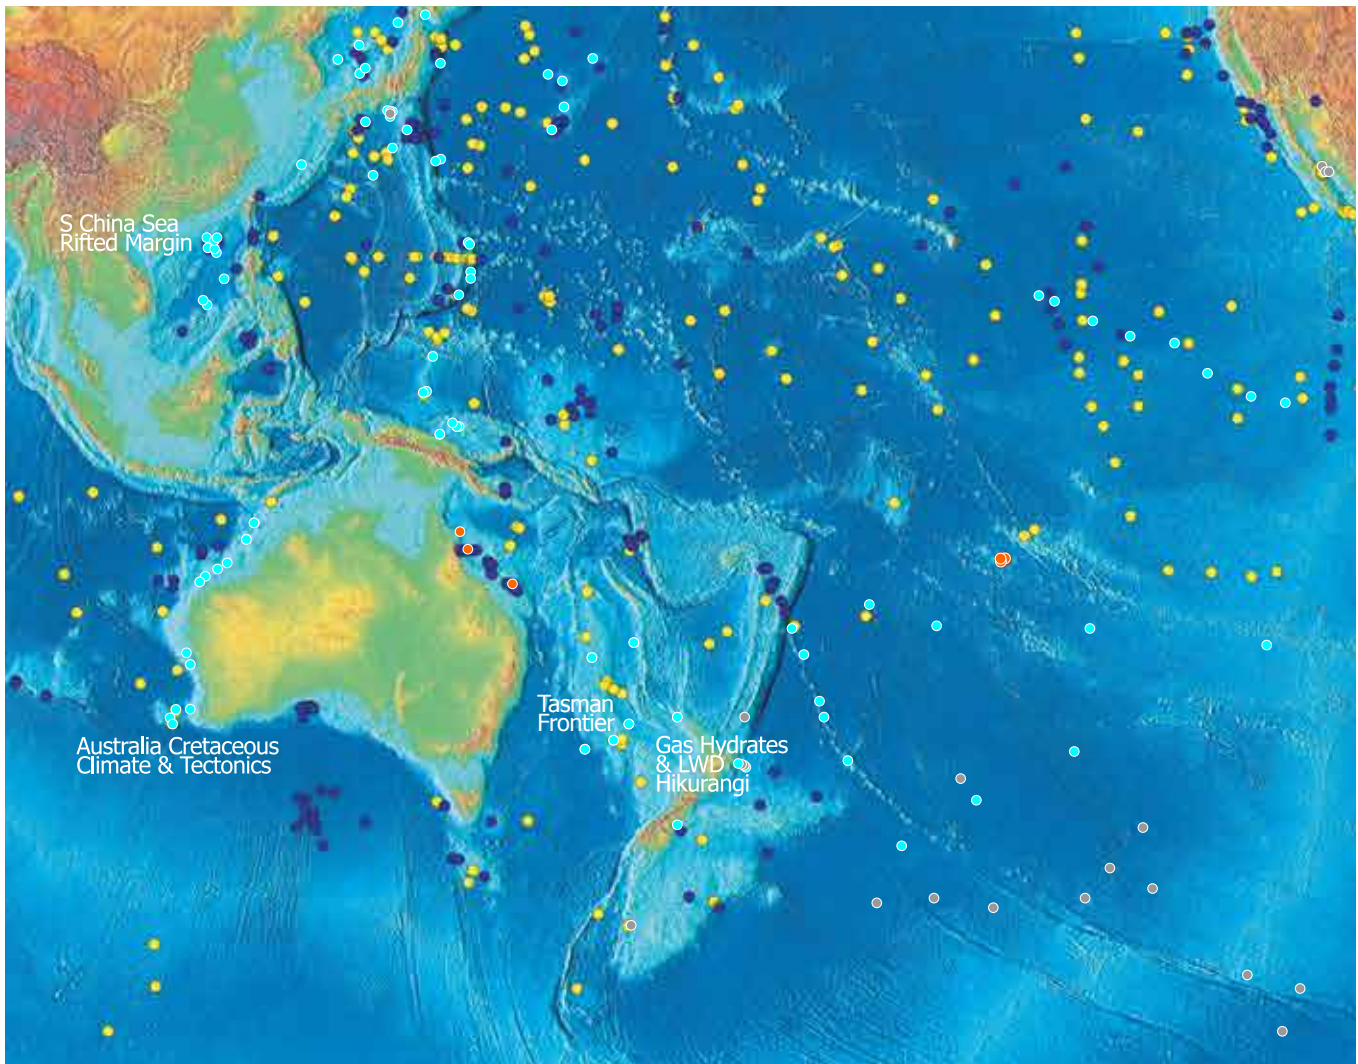 S China Sea
Rifted Margin
Tasman
Frontier
Australia Cretaceous
Climate & Tectonics
Gas Hydrates
& LWD
Hikurangi